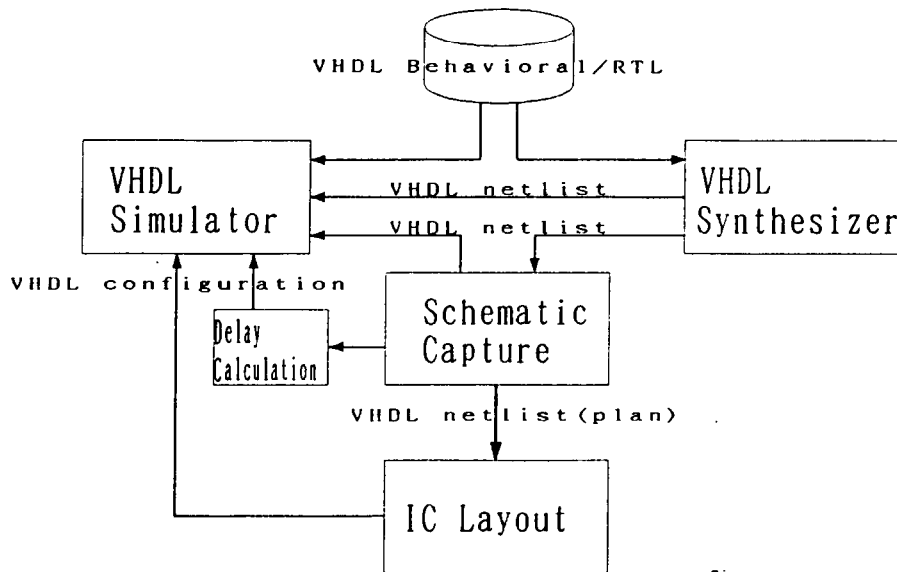 VHDL Behavioral/RTL
VHDL
Simulator
VHDL netlist
VHDL netlist
VHDL
Synthesizer
VHDL configuration
Delay
Calculation
Schematic
Capture
VHDL netlist(plan)
IC Layout